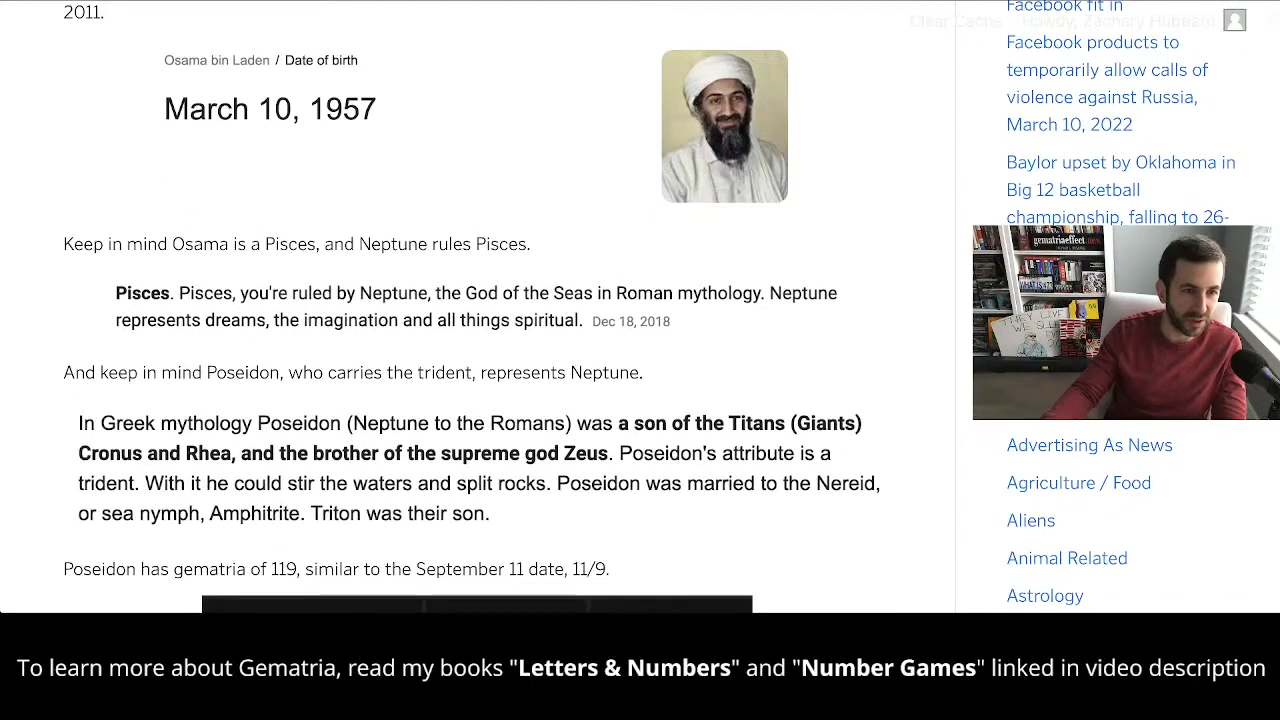 2011.
Osama bin Laden / Date of birth
March 10, 1957
Keep in mind Osama is a Pisces, and Neptune rules Pisces.
Pisces. Pisces, you're ruled by Neptune, the God of the Seas in Roman mythology. Neptune
represents dreams, the imagination and all things spiritual. Dec 18, 2018
And keep in mind Poseidon, who carries the trident, represents Neptune.
In Greek mythology Poseidon (Neptune to the Romans) was a son of the Titans (Giants)
Cronus and Rhea, and the brother of the supreme god Zeus. Poseidon's attribute is a
trident. With it he could stir the waters and split rocks. Poseidon was married to the Nereid,
or sea nymph, Amphitrite. Triton was their son.
Poseidon has gematria of 119, similar to the September 11 date, 11/9.
Facebook fit in
Clear Cache Howdy, Zachary Hubbard
Facebook products to
temporarily allow calls of
violence against Russia,
March 10, 2022
Baylor upset by Oklahoma in
Big 12 basketball
championship, falling to 26-
gematriaeffect.news
Advertising As News
Agriculture / Food
Aliens
Animal Related
Astrology
To learn more about Gematria, read my books "Letters & Numbers" and "Number Games" linked in video description